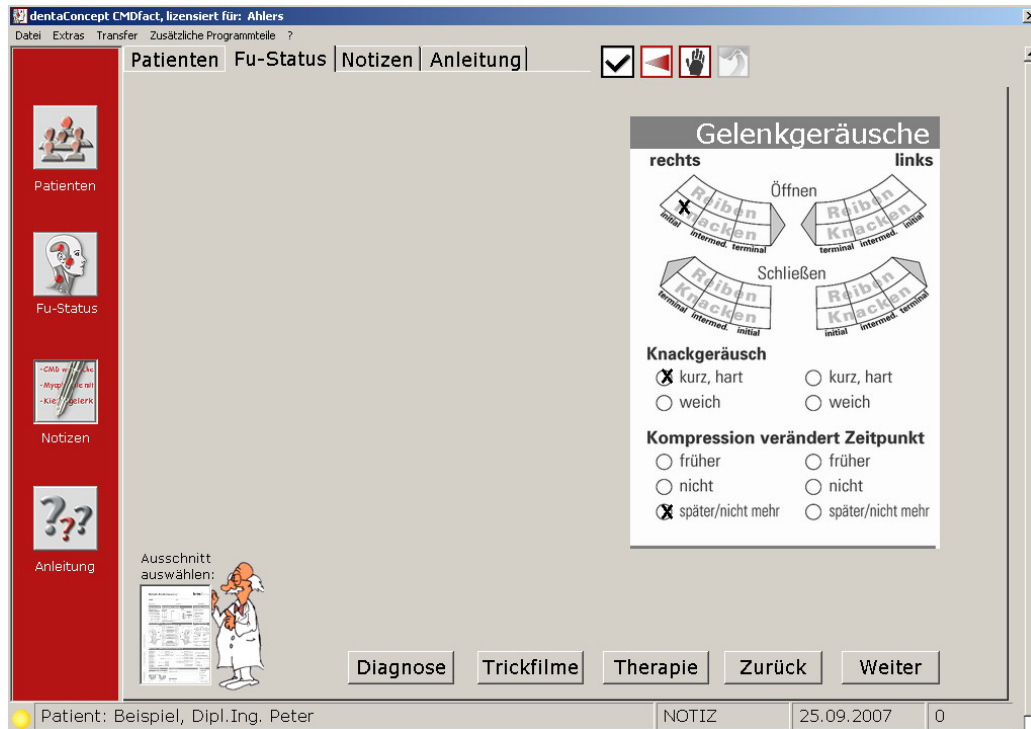 dentaConcept CMDfact, lizensiert für: Ahlers
Datei Extras Transfer Zusätzliche Programmteile ?
Patienten Fu-Status Notizen Anleitung
Patienten
Fu-Status
-CMD
-Myop
-Kie
Notizen
???
Anleitung
Gelenkgeräusche
rechts links
Öffnen
Reiben Reiben
Knacken Knacken
initial intermed. terminal terminal intermed. initial
Schließen
Reiben Reiben
Knacken Knacken
terminal intermed. initial initial intermed. terminal
Knackgeräusch
kurz, hart kurz, hart
weich weich
Kompression verändert Zeitpunkt
früher früher
nicht nicht
später/nicht mehr später/nicht mehr
Ausschnitt
auswählen:
Diagnose Trickfilme Therapie Zurück Weiter
Patient: Beispiel, Dipl.Ing. Peter NOTIZ 25.09.2007 0